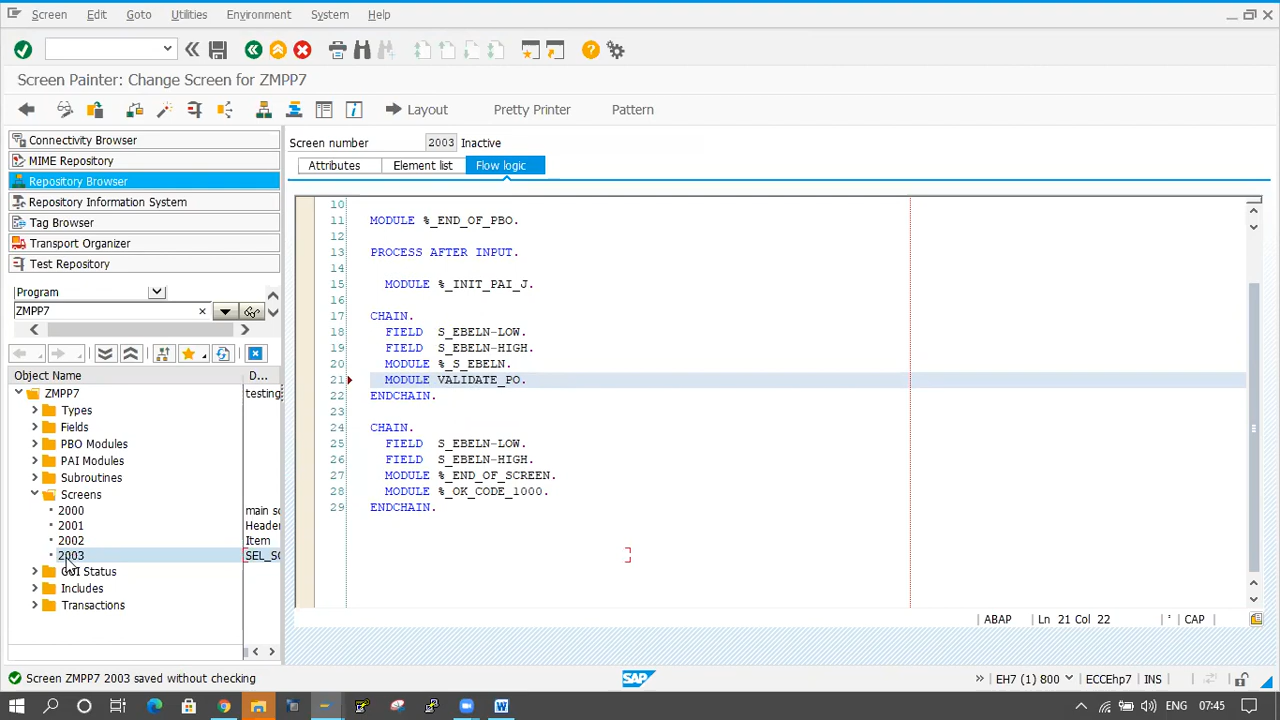 Screen Edit Goto Utilities Environment System Help
Screen Painter: Change Screen for ZMPP7
Layout Pretty Printer Pattern
Connectivity Browser
MIME Repository
Repository Browser
Repository Information System
Tag Browser
Transport Organizer
Test Repository
Program
ZMPP7
Object Name D...
ZMPP7 testing
Types
Fields
PBO Modules
PAI Modules
Subroutines
Screens
2000 main s
2001 Header
2002 Item
2003 SEL_SC
GUI Status
Includes
Transactions
Screen number 2003 Inactive
Attributes Element list Flow logic
10
11 MODULE %_END_OF_PBO.
12
13 PROCESS AFTER INPUT.
14
15 MODULE %_INIT_PAI_J.
16
17 CHAIN.
18 FIELD S_EBELN-LOW.
19 FIELD S_EBELN-HIGH.
20 MODULE %_S_EBELN.
21 MODULE VALIDATE_PO.
22 ENDCHAIN.
23
24 CHAIN.
25 FIELD S_EBELN-LOW.
26 FIELD S_EBELN-HIGH.
27 MODULE %_END_OF_SCREEN.
28 MODULE %_OK_CODE_1000.
29 ENDCHAIN.
ABAP Ln 21 Col 22 CAP
Screen ZMPP7 2003 saved without checking
SAP
EH7 (1) 800 ECCEhp7 INS
ENG 07:45